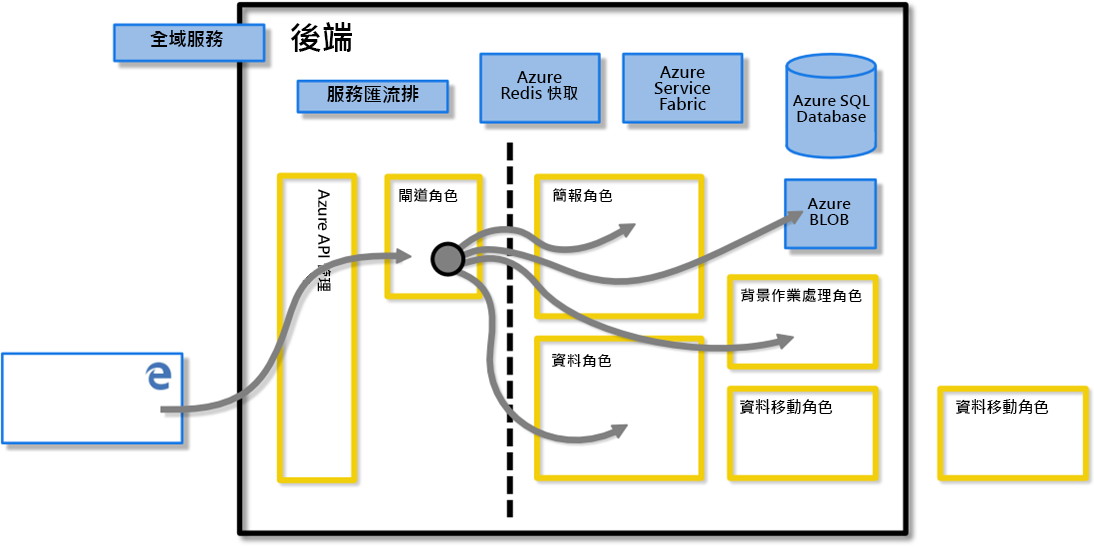 全域服務
後端
服務匯流排
Azure
Redis 快取
Azure
Service
Fabric
Azure SQL
Database
Azure API 管理
閘道角色
簡報角色
Azure
BLOB
背景作業處理角色
資料角色
資料移動角色
資料移動角色